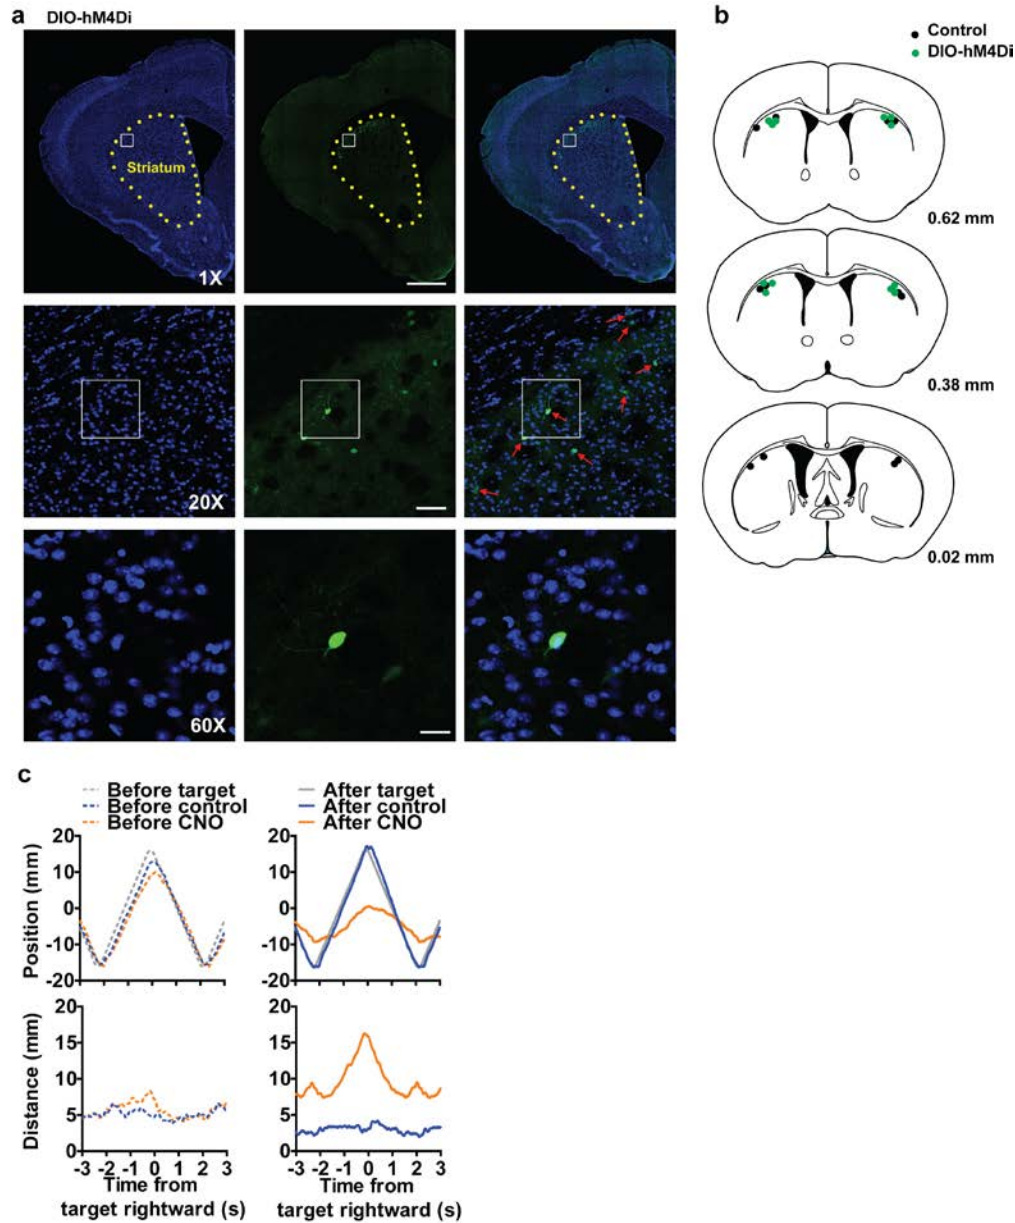 a DIO-hM4Di
Striatum
1X
20X
60X
b
Control
DIO-hM4Di
0.62 mm
0.38 mm
0.02 mm
c
Before target
Before control
Before CNO
After target
After control
After CNO
Position (mm)
20
10
0
-10
-20
20
10
0
-10
-20
Distance (mm)
20
15
10
5
0
-3 -2 -1 0 1 2 3
Time from
target rightward (s)
20
15
10
5
0
-3 -2 -1 0 1 2 3
Time from
target rightward (s)